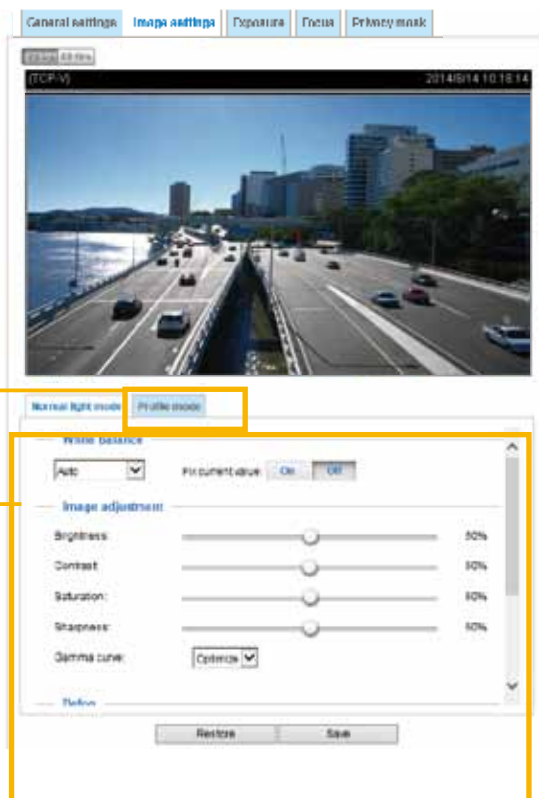 General settings Image settings Exposure Focus Privacy mask
(TCP-V) 2014/8/14 10:18:14
Normal light mode Profile mode
White balance
Auto Fix current value: On Off
Image adjustment
Brightness: 50%
Contrast: 50%
Saturation: 50%
Sharpness: 50%
Gamma curve: Optimize
Defog
Restore Save